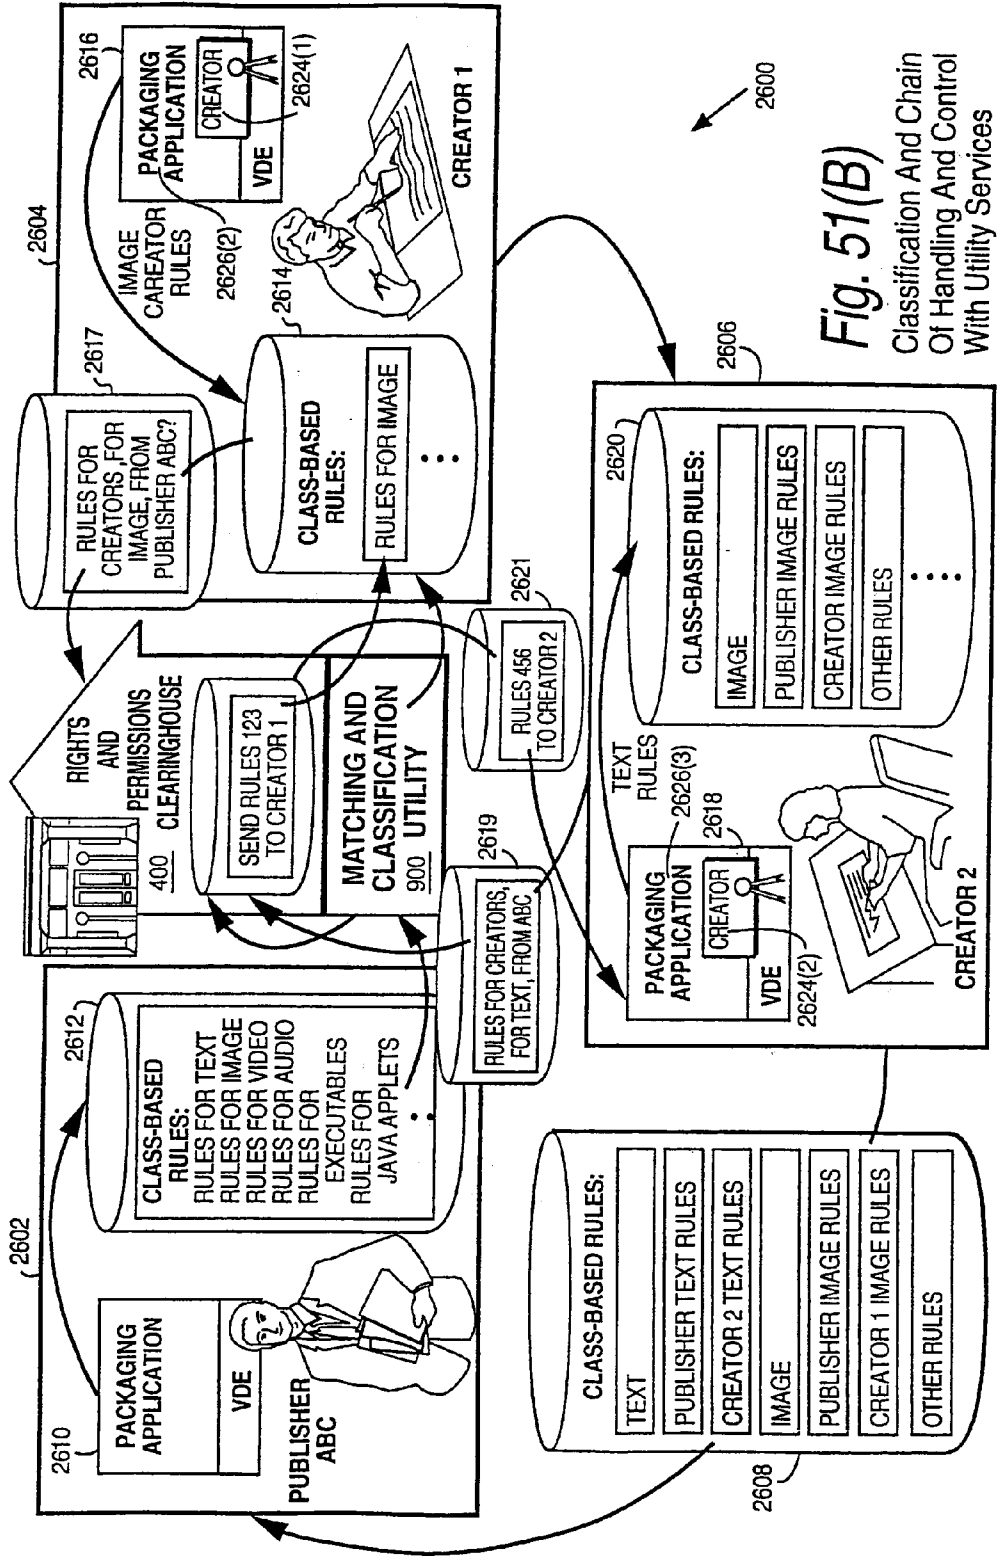 2602
2610
PACKAGING
APPLICATION
VDE
PUBLISHER
ABC
2612
CLASS-BASED
RULES:
RULES FOR TEXT
RULES FOR IMAGE
RULES FOR VIDEO
RULES FOR AUDIO
RULES FOR
EXECUTABLES
RULES FOR
JAVA APPLETS
RIGHTS
AND
PERMISSIONS
CLEARINGHOUSE
400
SEND RULES 123
TO CREATOR 1
MATCHING AND
CLASSIFICATION
900 UTILITY
2617
RULES FOR
CREATORS ,FOR
IMAGE, FROM
PUBLISHER ABC?
2604
2616
PACKAGING
APPLICATION
CREATOR
VDE
2624(1)
IMAGE
CAREATOR
RULES
2626(2)
2614
CLASS-BASED
RULES:
RULES FOR IMAGE
CREATOR 1
2619
RULES FOR CREATORS,
FOR TEXT, FROM ABC
2621
RULES 456
TO CREATOR 2
2608
CLASS-BASED RULES:
TEXT
PUBLISHER TEXT RULES
CREATOR 2 TEXT RULES
IMAGE
PUBLISHER IMAGE RULES
CREATOR 1 IMAGE RULES
OTHER RULES
PACKAGING
APPLICATION
2626(3)
2618
CREATOR
VDE
2624(2)
TEXT
RULES
CREATOR 2
2606
2620
CLASS-BASED RULES:
IMAGE
PUBLISHER IMAGE RULES
CREATOR IMAGE RULES
OTHER RULES
2600
Fig. 51(B)
Classification And Chain
Of Handling And Control
With Utility Services